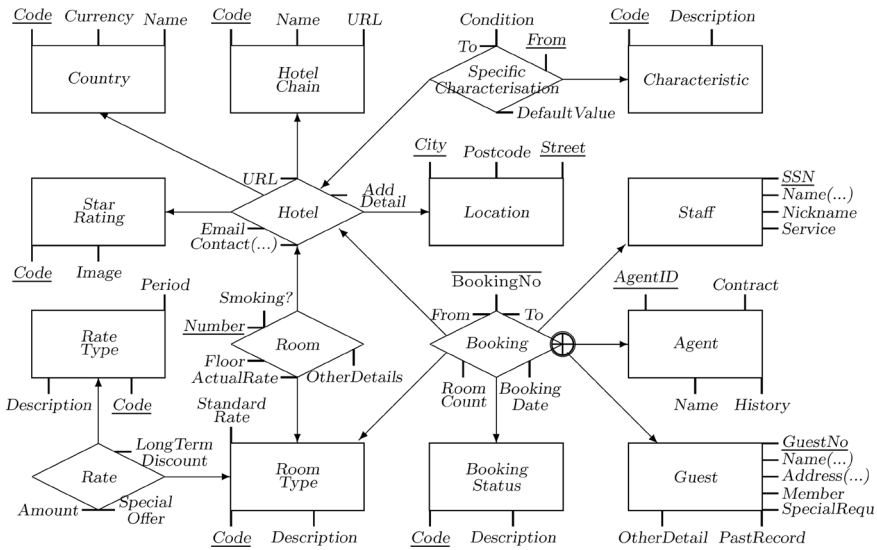 Code Currency Name
Country
Code Name URL
Hotel
Chain
Condition
To From
Specific
Characterisation
DefaultValue
Code Description
Characteristic
Star
Rating
Code Image
URL
Add
Detail
Hotel
Email
Contact(...)
City Postcode Street
Location
SSN
Name(...)
Nickname
Service
Staff
Period
Rate
Type
Description Code
Smoking?
Number
Room
Floor
ActualRate
OtherDetails
BookingNo
From To
Booking
Room
Count
Booking
Date
AgentID Contract
Agent
Name History
LongTerm
Discount
Rate
Amount
Special
Offer
Standard
Rate
Room
Type
Code Description
Booking
Status
Code Description
GuestNo
Name(...)
Address(...)
Member
SpecialRequ
Guest
OtherDetail PastRecord